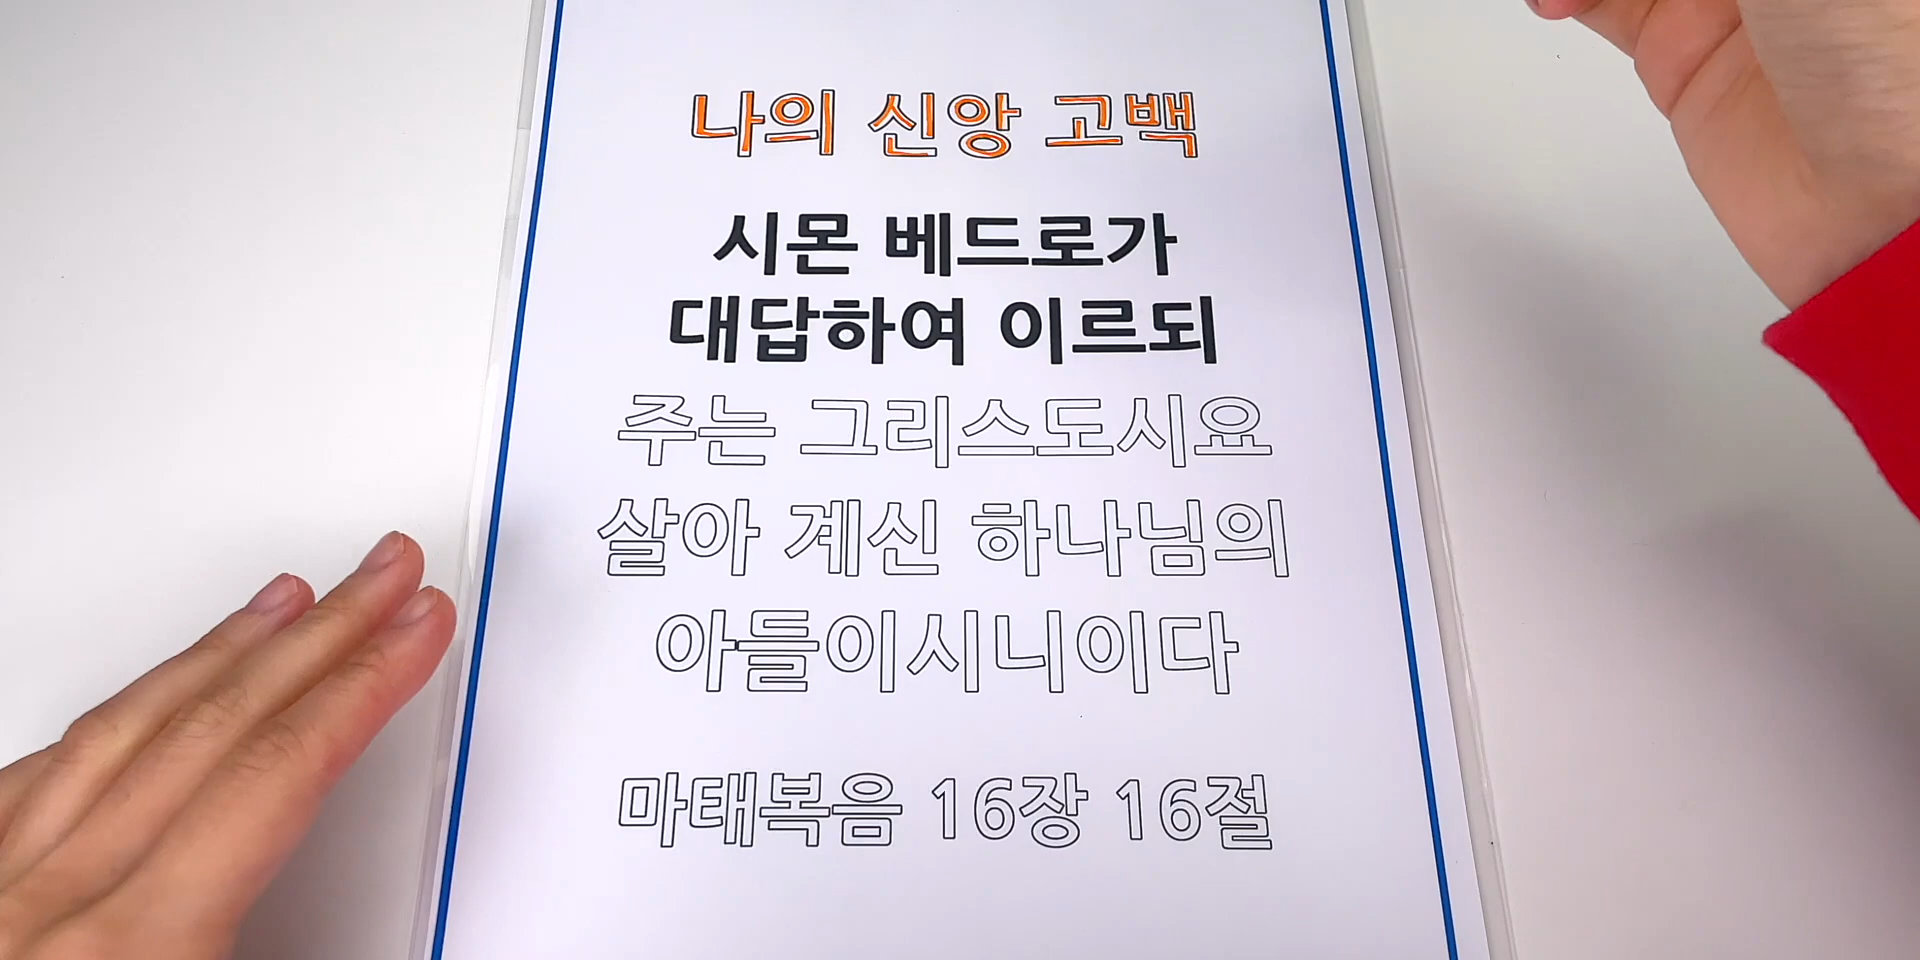 나의 신앙 고백
시몬 베드로가
대답하여 이르되
주는 그리스도시요
살아 계신 하나님의
아들이시니이다
마태복음 16장 16절